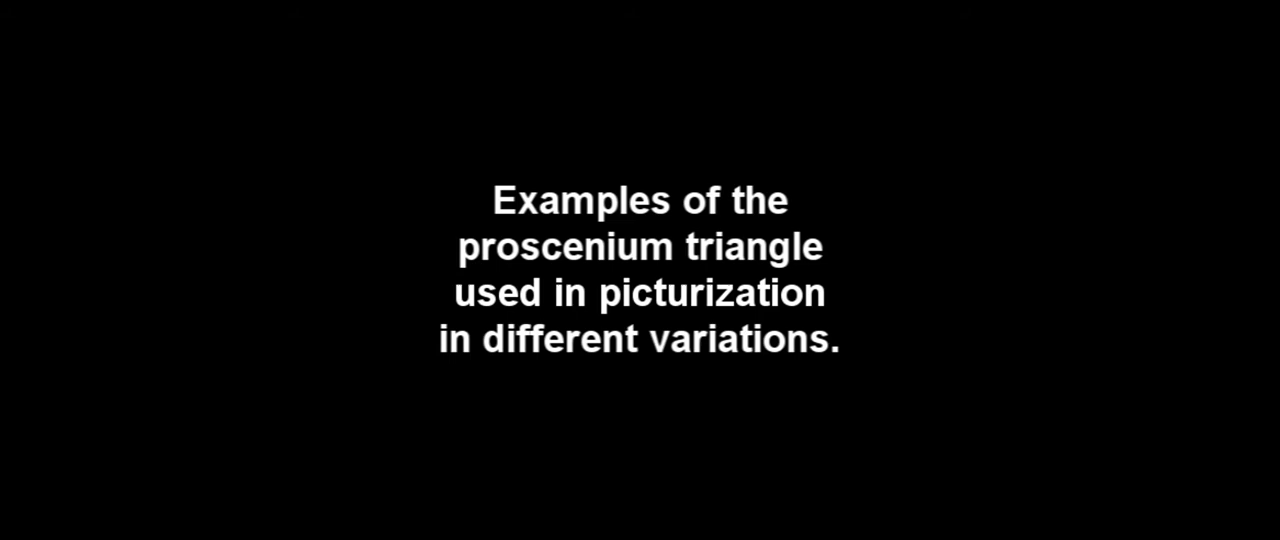 Examples of the
proscenium triangle
used in picturization
in different variations.